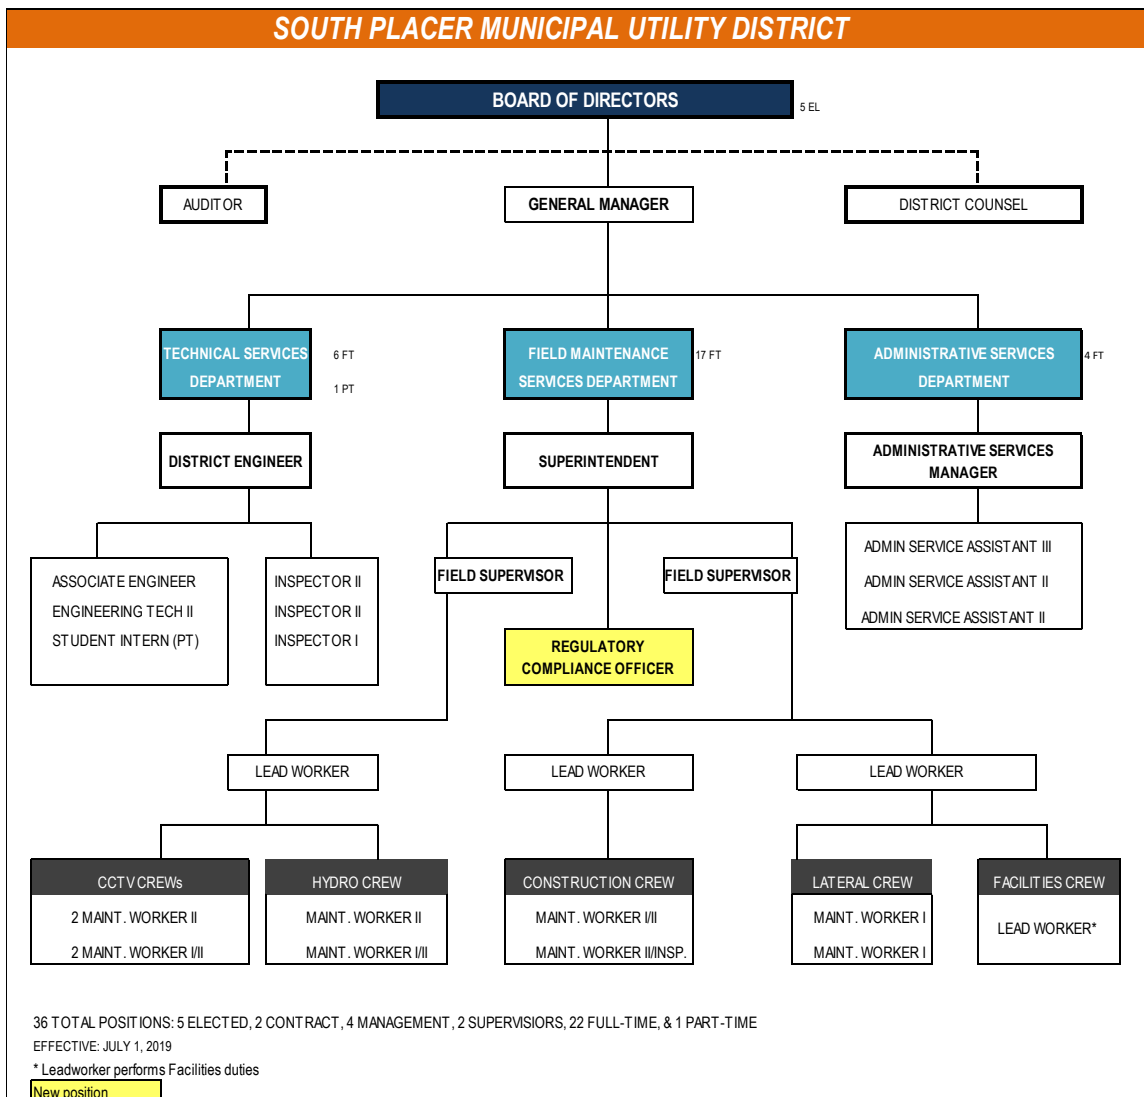 SOUTH PLACER MUNICIPAL UTILITY DISTRICT
BOARD OF DIRECTORS
5 EL
AUDITOR
GENERAL MANAGER
DISTRICT COUNSEL
TECHNICAL SERVICES
DEPARTMENT
6 FT
1 PT
FIELD MAINTENANCE
SERVICES DEPARTMENT
17 FT
ADMINISTRATIVE SERVICES
DEPARTMENT
4 FT
DISTRICT ENGINEER
SUPERINTENDENT
ADMINISTRATIVE SERVICES
MANAGER
ASSOCIATE ENGINEER
ENGINEERING TECH II
STUDENT INTERN (PT)
INSPECTOR II
INSPECTOR II
INSPECTOR I
FIELD SUPERVISOR
FIELD SUPERVISOR
ADMIN SERVICE ASSISTANT III
ADMIN SERVICE ASSISTANT II
ADMIN SERVICE ASSISTANT II
REGULATORY
COMPLIANCE OFFICER
LEAD WORKER
LEAD WORKER
LEAD WORKER
CCTV CREWs
2 MAINT. WORKER II
2 MAINT. WORKER I/II
HYDRO CREW
MAINT. WORKER II
MAINT. WORKER I/II
CONSTRUCTION CREW
MAINT. WORKER I/II
MAINT. WORKER II/INSP.
LATERAL CREW
MAINT. WORKER I
MAINT. WORKER I
FACILITIES CREW
LEAD WORKER*
36 TOTAL POSITIONS: 5 ELECTED, 2 CONTRACT, 4 MANAGEMENT, 2 SUPERVISIORS, 22 FULL-TIME, & 1 PART-TIME
EFFECTIVE: JULY 1, 2019
* Leadworker performs Facilities duties
New position